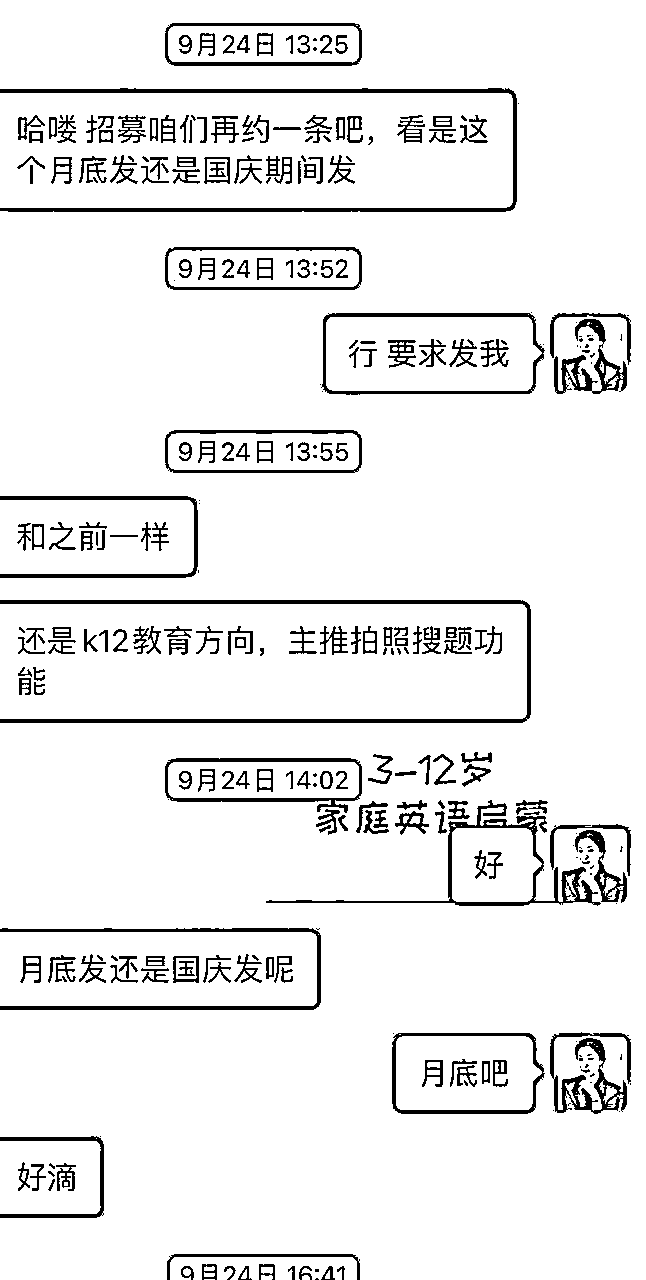 9月24日 13:25
哈喽 招募咱们再约一条吧，看是这
个月底发还是国庆期间发
9月24日 13:52
行 要求发我
9月24日 13:55
和之前一样
还是k12教育方向，主推拍照搜题功
能
9月24日 14:02
3-12岁
家庭英语启蒙
好
月底发还是国庆发呢
月底吧
好滴
9月24日 16:41